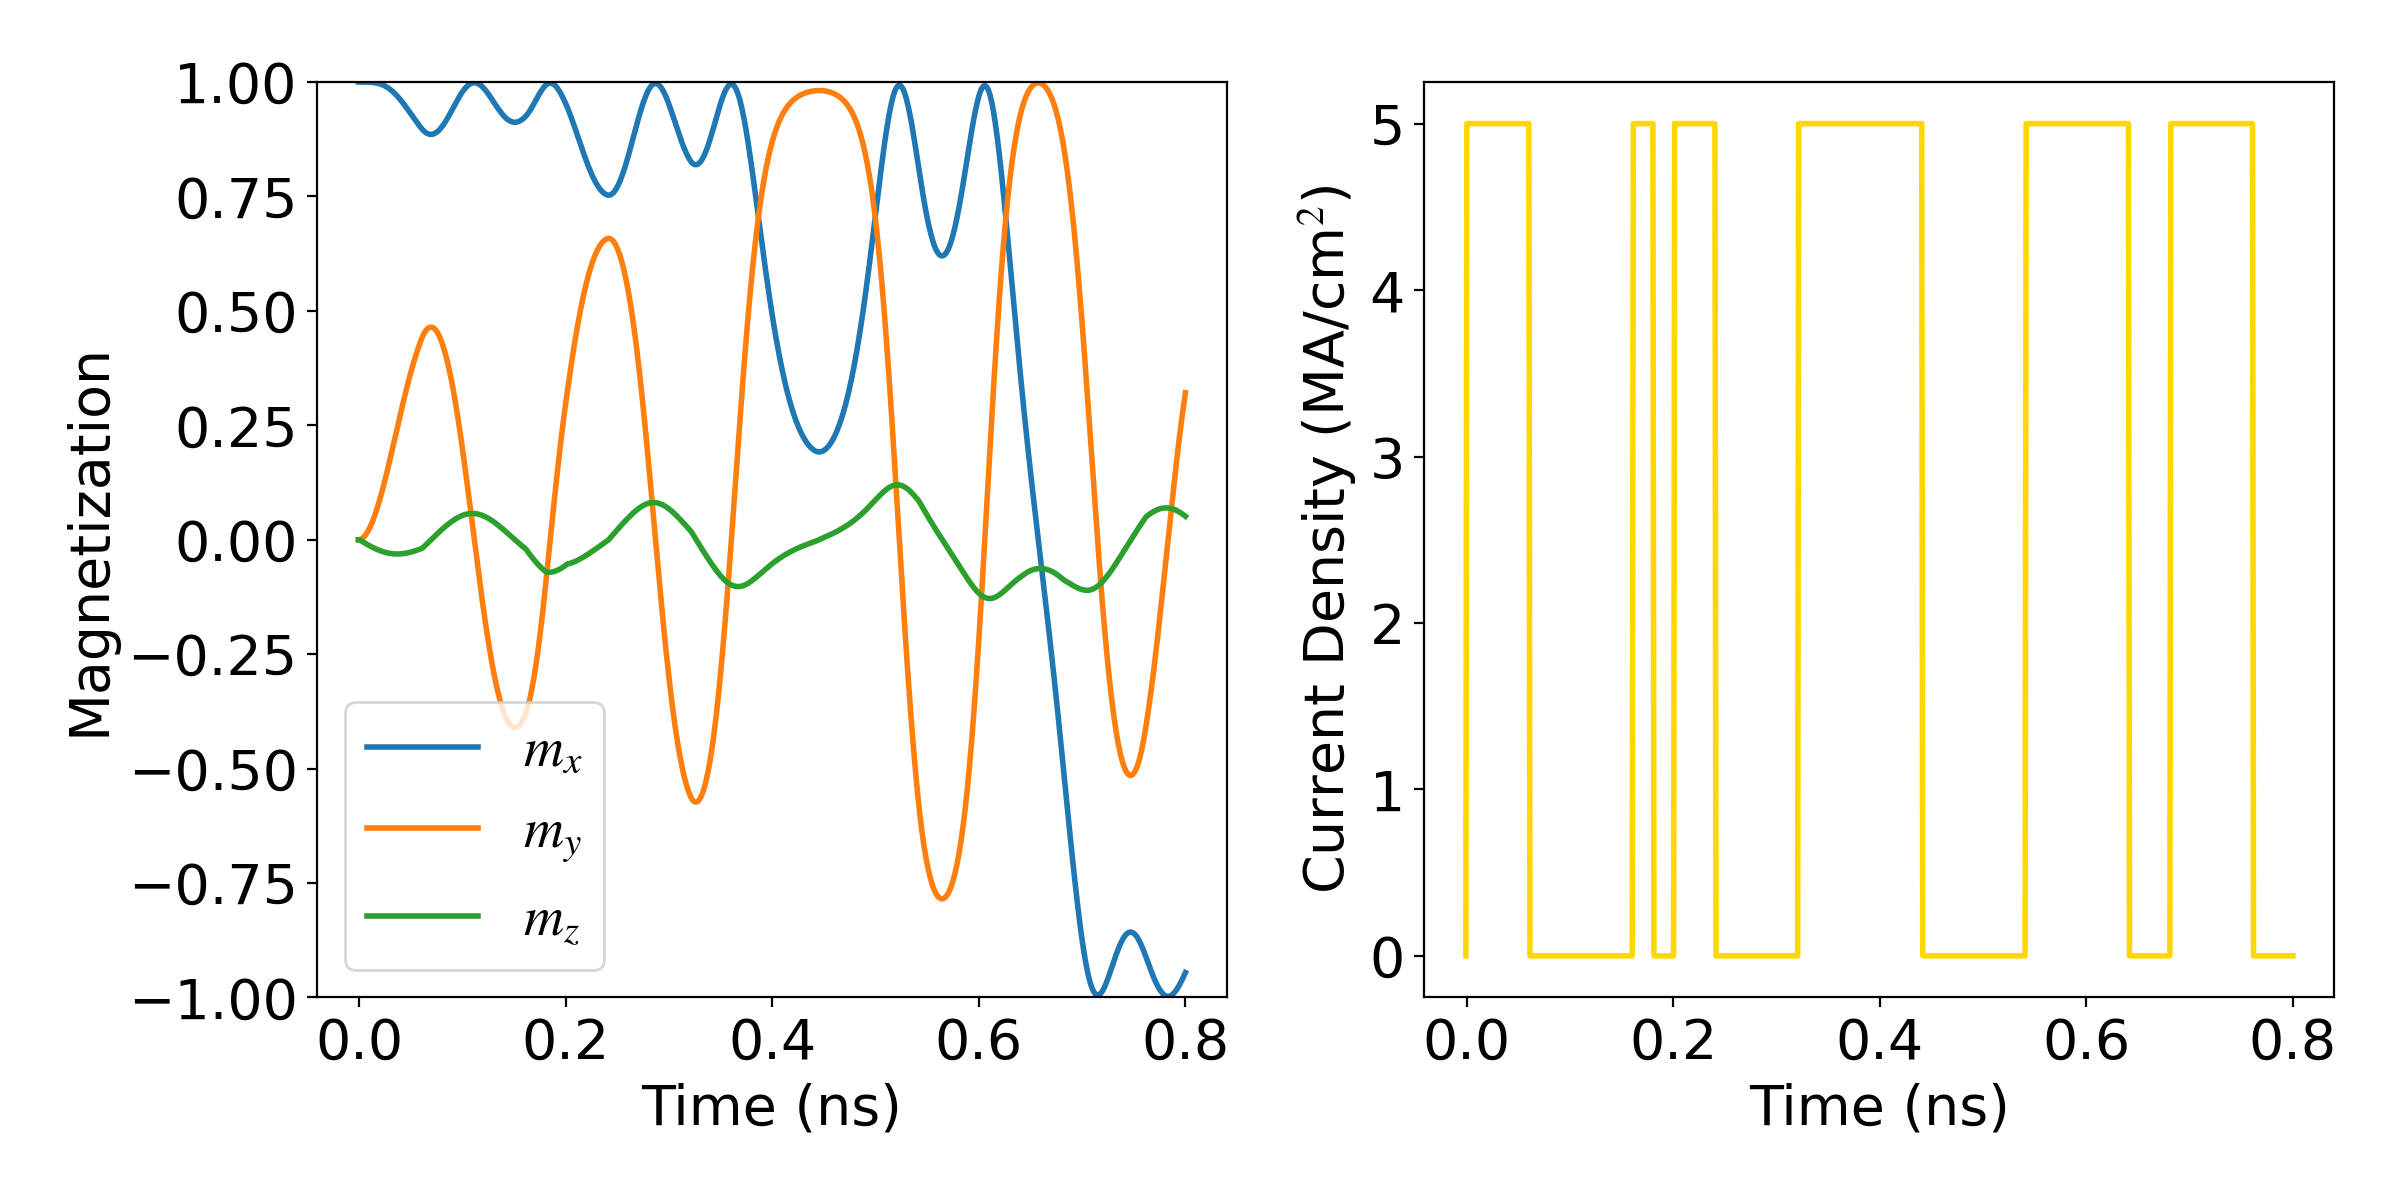 1.00
0.75
0.50
0.25
0.00
−0.25
−0.50
−0.75
−1.00
Magnetization
m_x
m_y
m_z
0.0 0.2 0.4 0.6 0.8
Time (ns)
5
4
3
2
1
0
Current Density (MA/cm²)
0.0 0.2 0.4 0.6 0.8
Time (ns)